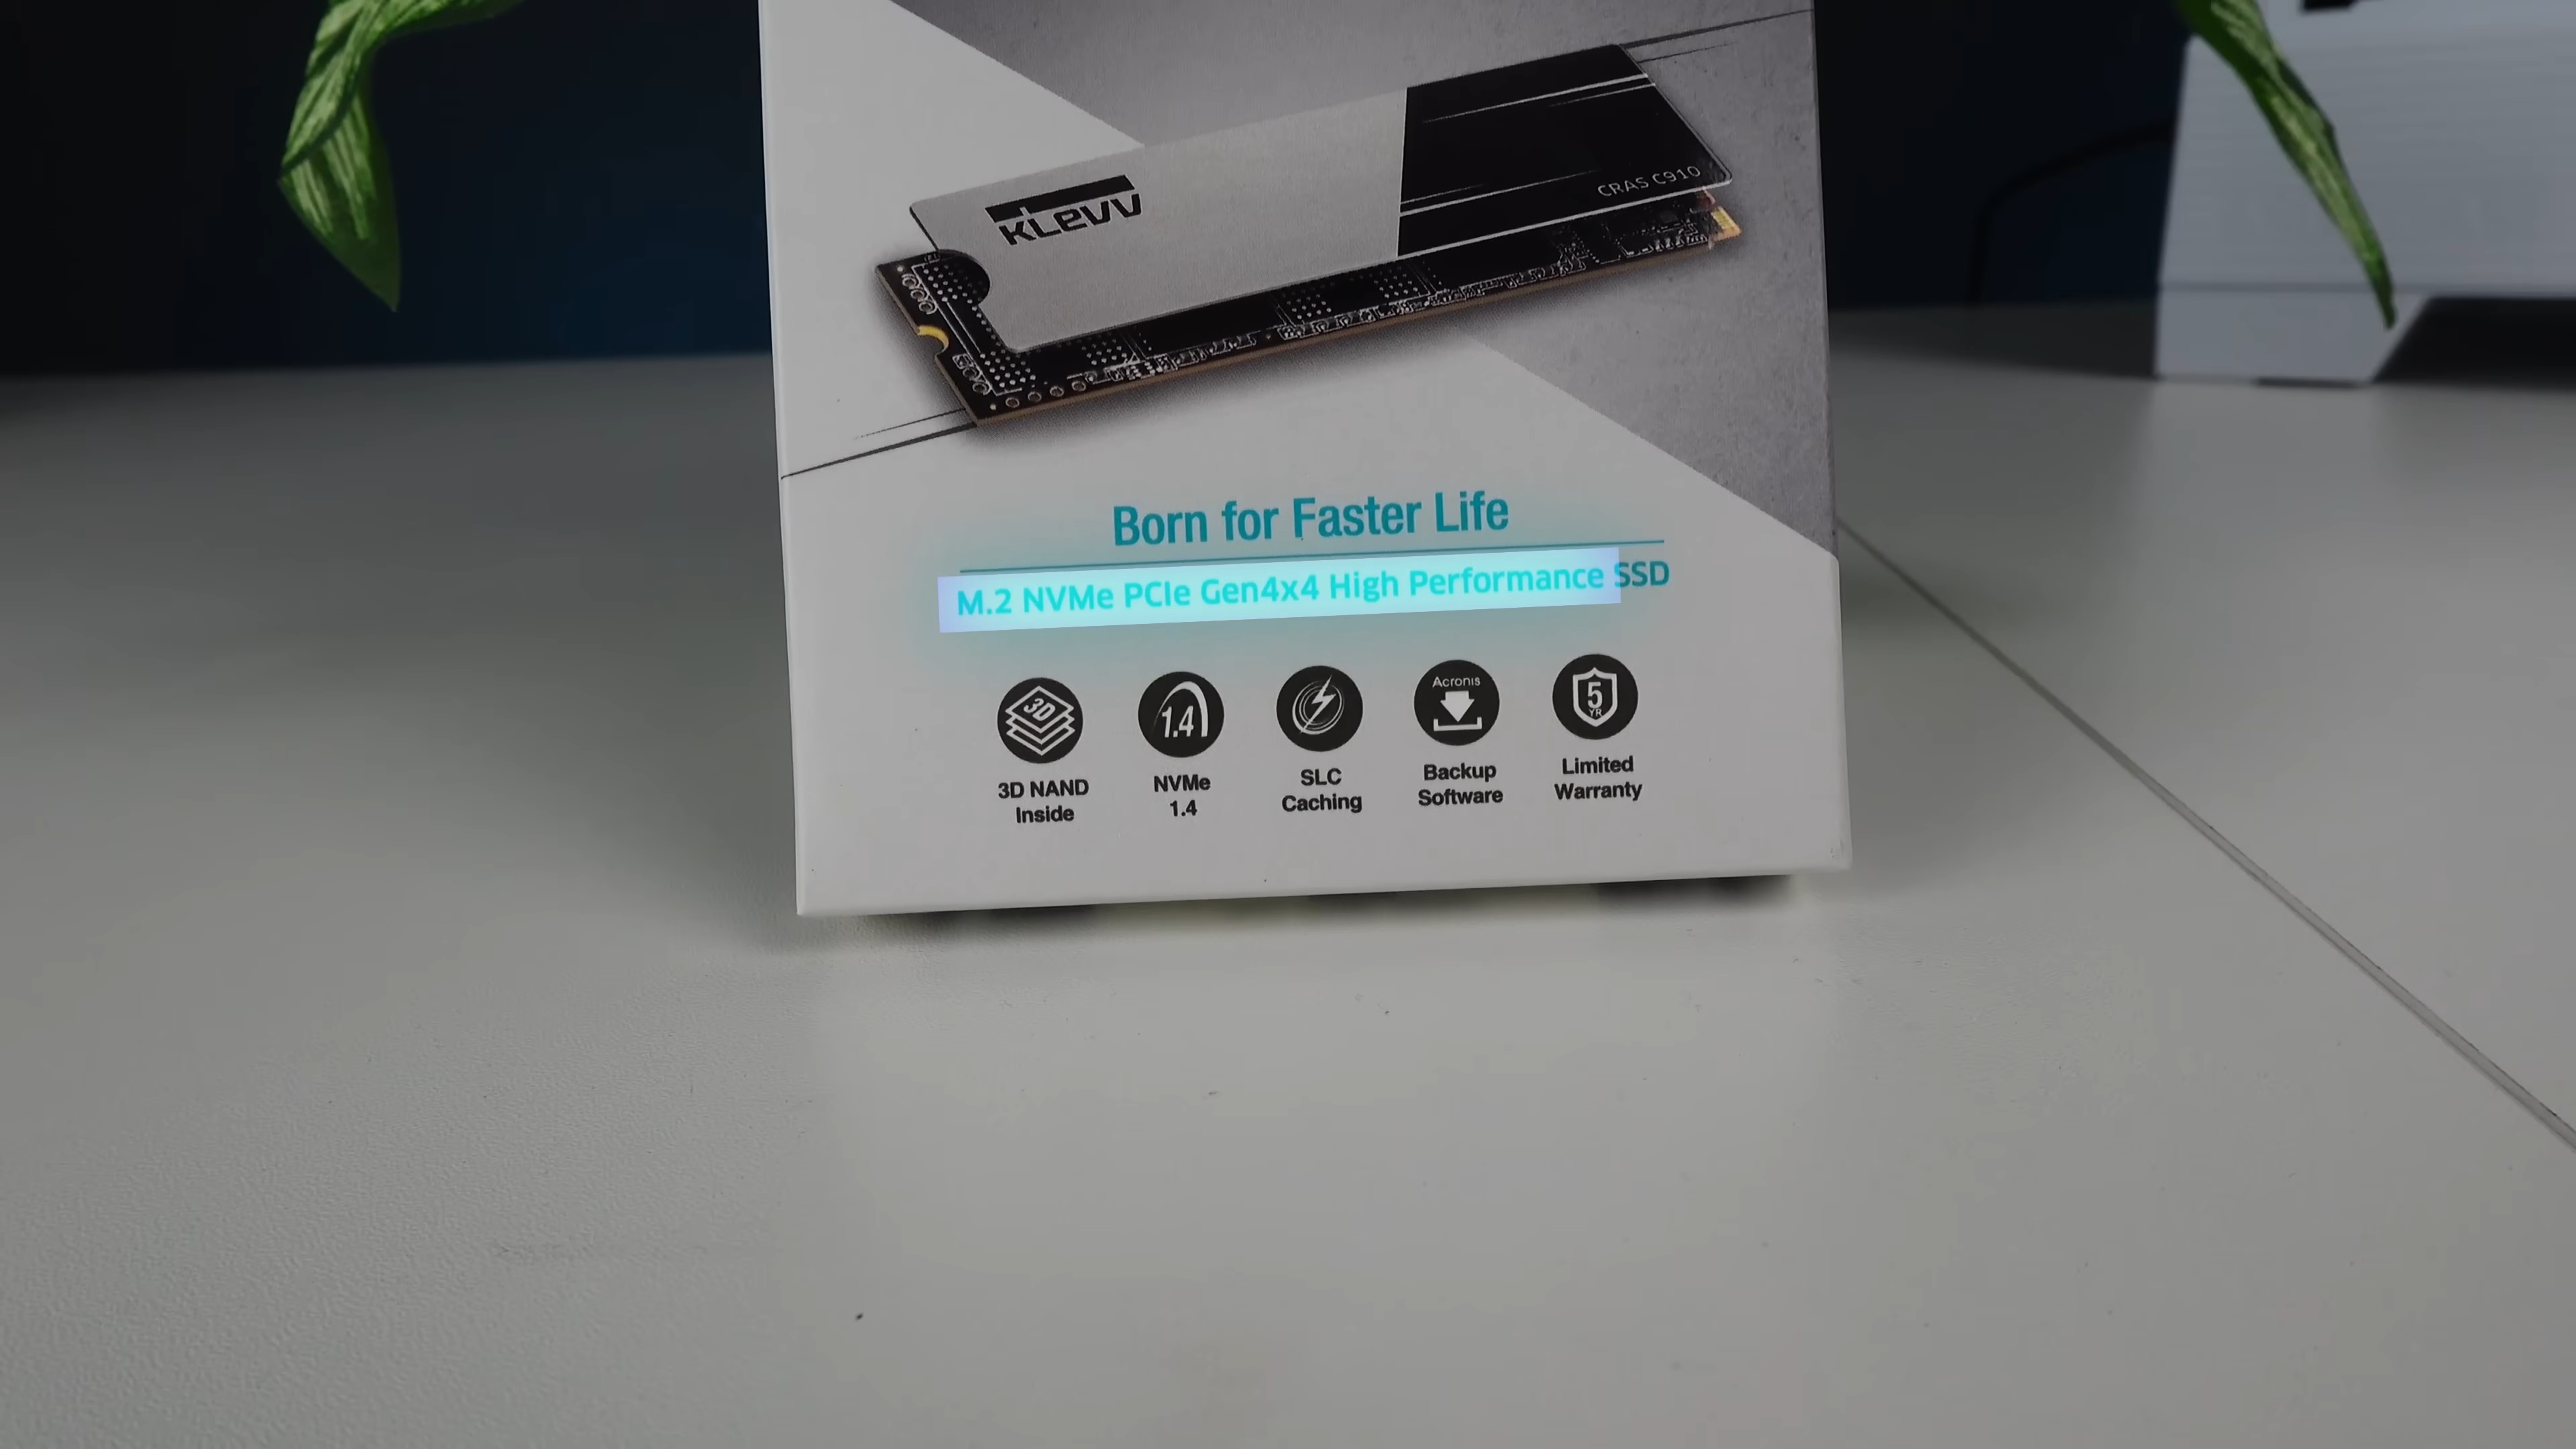 KLEVV
CRAS C910
Born for Faster Life
M.2 NVMe PCIe Gen4x4 High Performance SSD
3D
1.4
Acronis
5
YR
3D NAND
Inside
NVMe
1.4
SLC
Caching
Backup
Software
Limited
Warranty